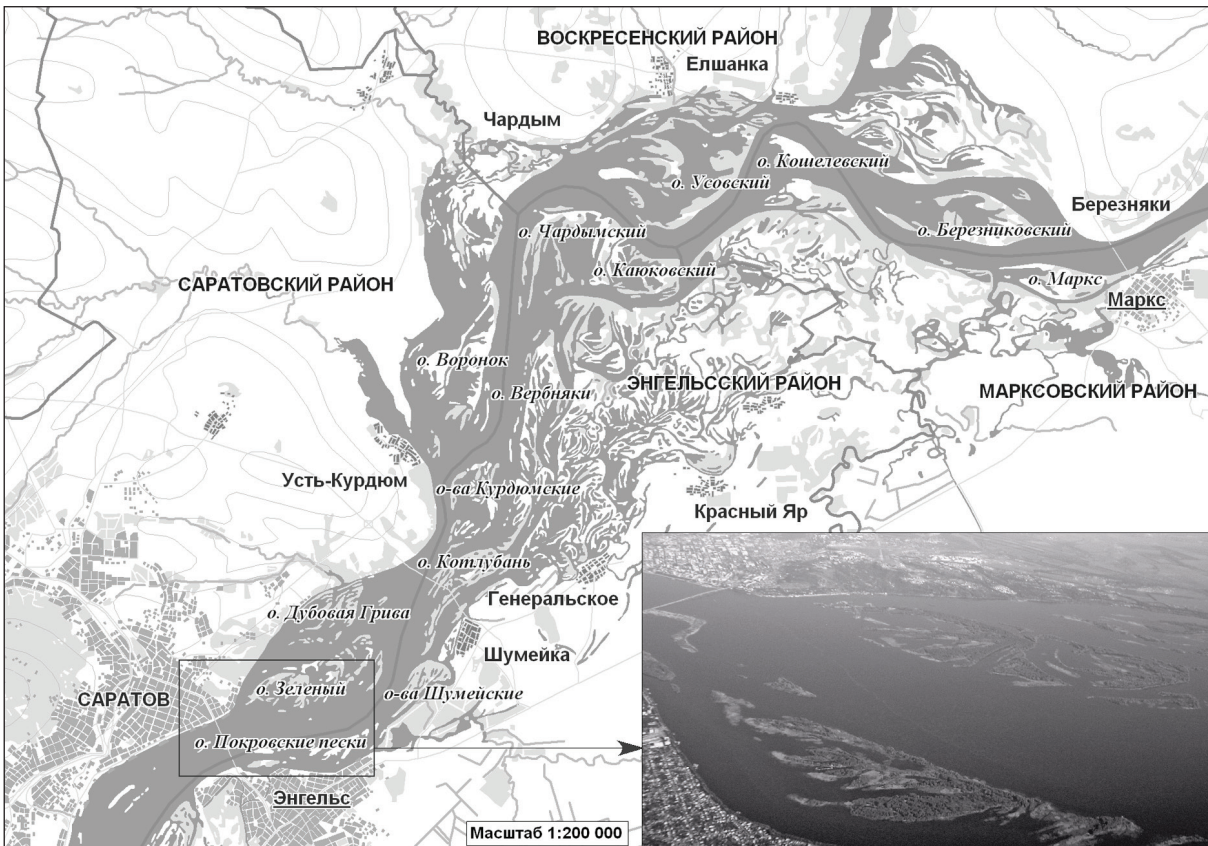 ВОСКРЕСЕНСКИЙ РАЙОН
Елшанка
Чардым
о. Кошелевский
о. Усовский
Березняки
о. Чардымский
о. Березниковский
о. Каюковский
о. Маркс
САРАТОВСКИЙ РАЙОН
Маркс
о. Воронок
о. Вербняки
ЭНГЕЛЬССКИЙ РАЙОН
МАРКСОВСКИЙ РАЙОН
Усть-Курдюм
о-ва Курдюмские
Красный Яр
о. Котлубань
Генеральское
о. Дубовая Грива
Шумейка
о. Зеленый
о-ва Шумейские
САРАТОВ
о. Покровские пески
Энгельс
Масштаб 1:200 000